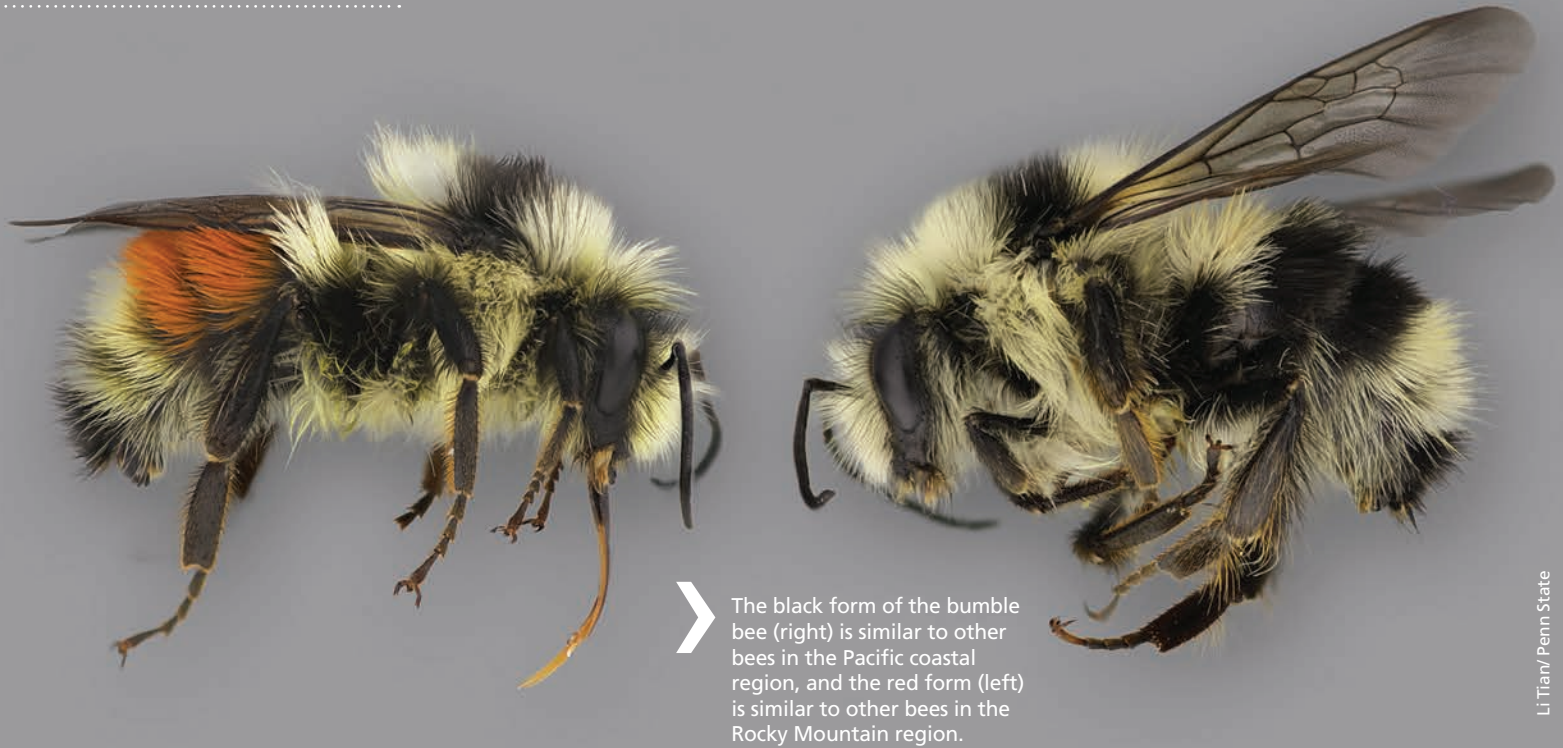 The black form of the bumble
bee (right) is similar to other
bees in the Pacific coastal
region, and the red form (left)
is similar to other bees in the
Rocky Mountain region.
Li Tian/ Penn State